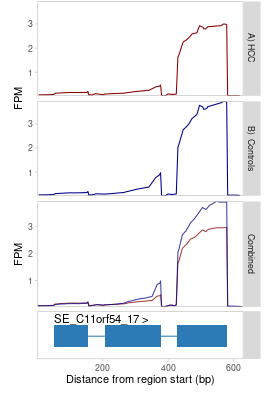 3
2
1
A) HCC
FPM
3
2
1
B) Controls
3
2
1
Combined
FPM
SE_C11orf54_17 >
200
400
600
Distance from region start (bp)